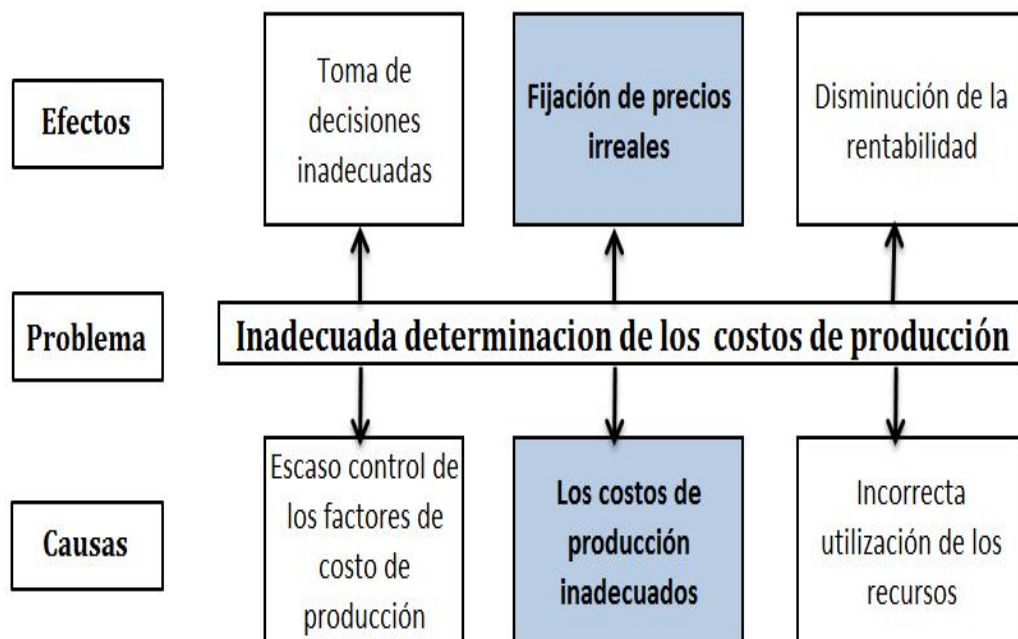 Efectos
Toma de
decisiones
inadecuadas
Fijación de precios
irreales
Disminución de la
rentabilidad
Problema
Inadecuada determinacion de los costos de producción
Causas
Escaso control de
los factores de
costo de
producción
Los costos de
producción
inadecuados
Incorrecta
utilización de los
recursos